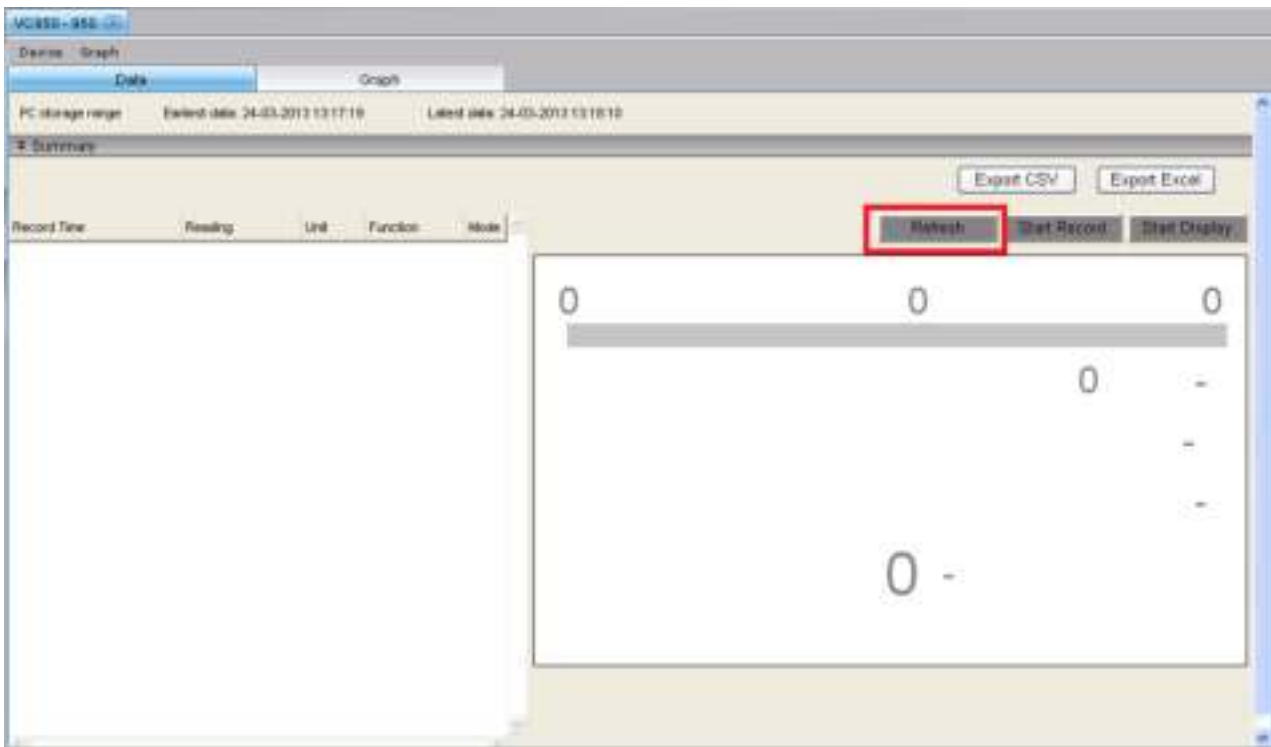 VC950 - 950
Device Graph
Data Graph
PC storage range Earliest data: 24-03-2013 13:17:19 Latest data: 24-03-2013 13:18:10
Summary
Export CSV Export Excel
Record Time Reading Unit Function Mode
Refresh Start Record Start Display
0 0 0
0 -
-
-
0 -